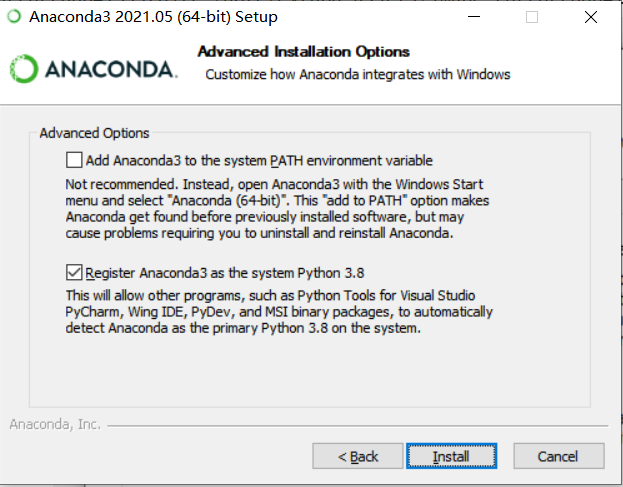 Anaconda3 2021.05 (64-bit) Setup
ANACONDA.
Advanced Installation Options
Customize how Anaconda integrates with Windows
Advanced Options
Add Anaconda3 to the system PATH environment variable
Not recommended. Instead, open Anaconda3 with the Windows Start
menu and select "Anaconda (64-bit)". This "add to PATH" option makes
Anaconda get found before previously installed software, but may
cause problems requiring you to uninstall and reinstall Anaconda.
Register Anaconda3 as the system Python 3.8
This will allow other programs, such as Python Tools for Visual Studio
PyCharm, Wing IDE, PyDev, and MSI binary packages, to automatically
detect Anaconda as the primary Python 3.8 on the system.
Anaconda, Inc.
< Back
Install
Cancel